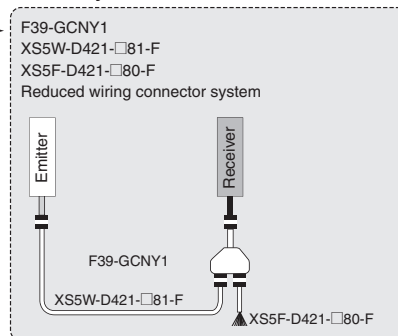 F39-GCNY1
XS5W-D421-□81-F
XS5F-D421-□80-F
Reduced wiring connector system
Emitter
Receiver
F39-GCNY1
XS5W-D421-□81-F
XS5F-D421-□80-F